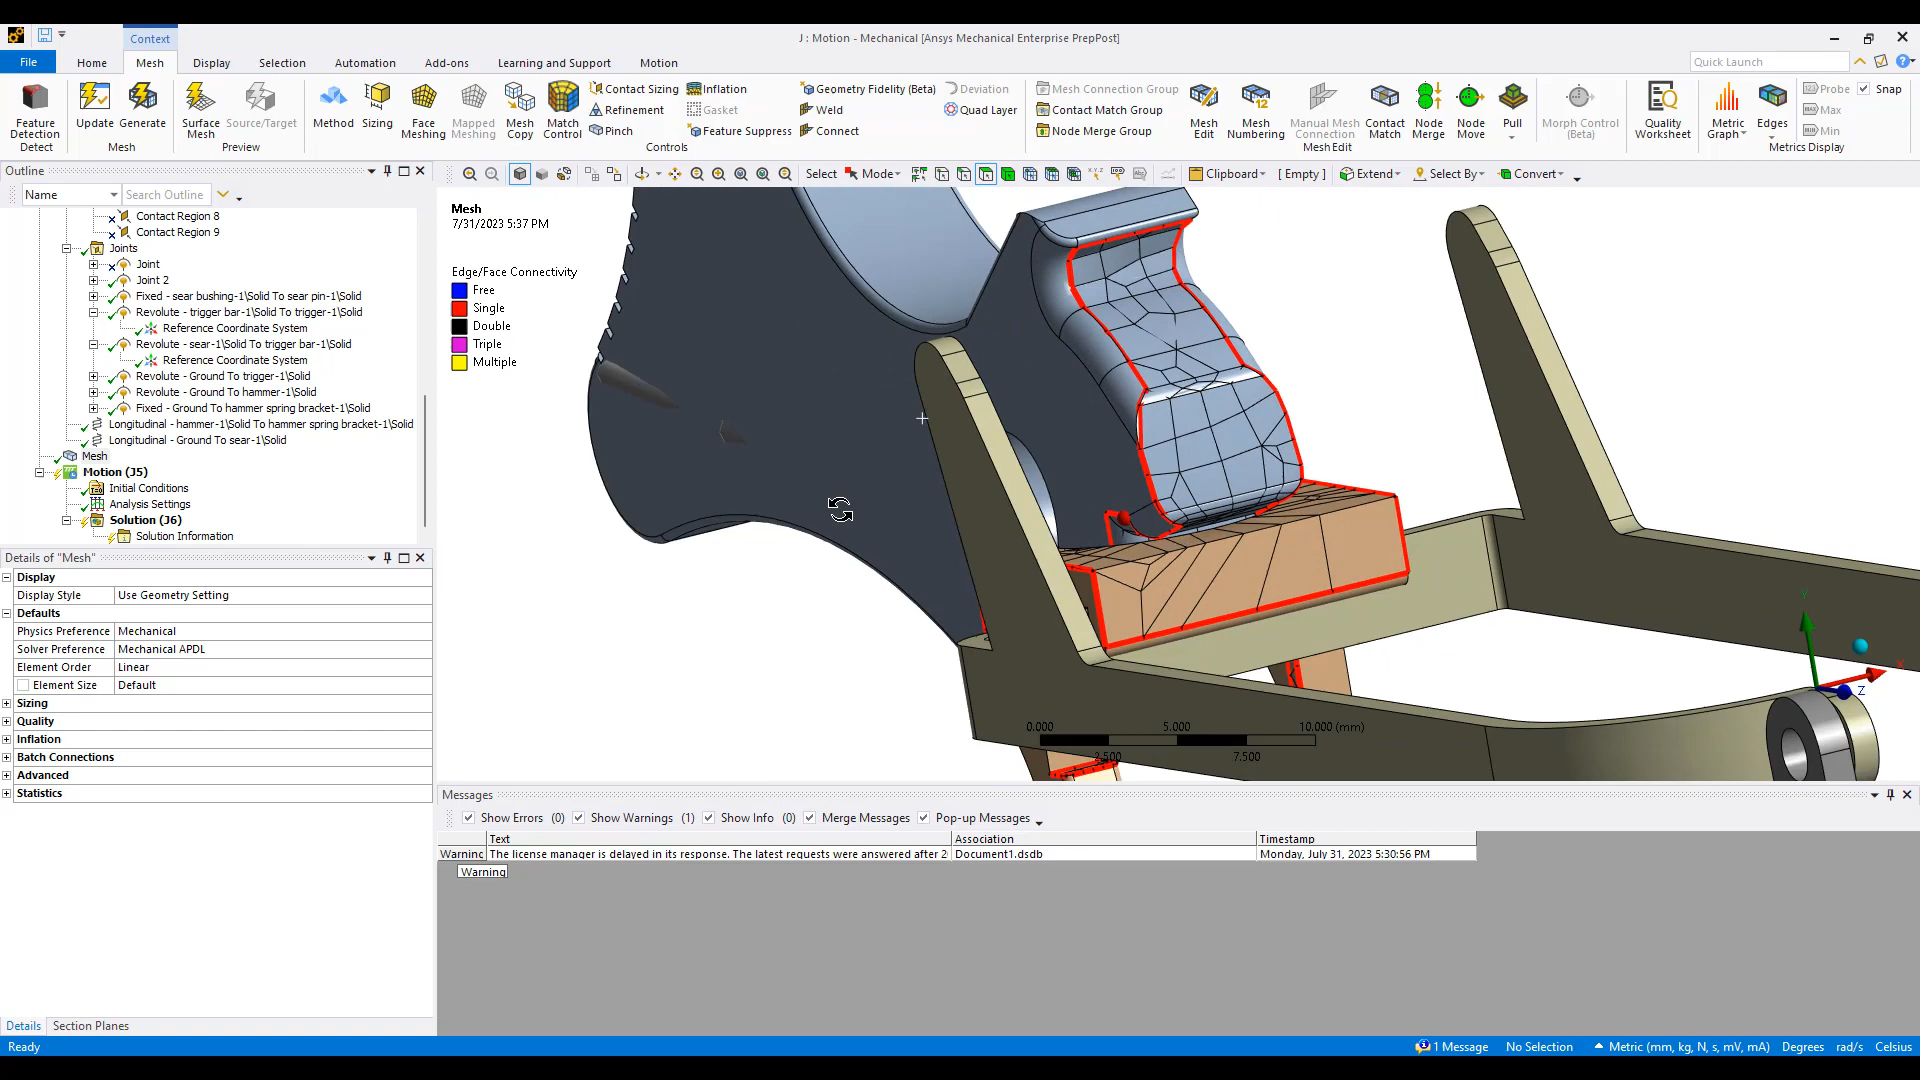 Context
J : Motion - Mechanical [Ansys Mechanical Enterprise PrepPost]
File Home Mesh Display Selection Automation Add-ons Learning and Support Motion
Quick Launch
Feature Detection
Detect
Update
Generate
Mesh
Surface Mesh
Source/Target
Preview
Method
Sizing
Face Meshing
Mapped Meshing
Mesh Copy
Match Control
Contact Sizing
Refinement
Pinch
Inflation
Gasket
Feature Suppress
Geometry Fidelity (Beta)
Weld
Connect
Deviation
Quad Layer
Controls
Mesh Connection Group
Contact Match Group
Node Merge Group
Mesh Edit
Mesh Numbering
Manual Mesh Connection
Contact Match
Node Merge
Node Move
Pull
Mesh Edit
Morph Control (Beta)
Quality Worksheet
Metric Graph
Edges
Probe
Snap
Max
Min
Metrics Display
Outline
Name
Search Outline
Select
Mode
Clipboard
[ Empty ]
Extend
Select By
Convert
Contact Region 8
Contact Region 9
Joints
Joint
Joint 2
Fixed - sear bushing-1\Solid To sear pin-1\Solid
Revolute - trigger bar-1\Solid To trigger-1\Solid
Reference Coordinate System
Revolute - sear-1\Solid To trigger bar-1\Solid
Reference Coordinate System
Revolute - Ground To trigger-1\Solid
Revolute - Ground To hammer-1\Solid
Fixed - Ground To hammer spring bracket-1\Solid
Longitudinal - hammer-1\Solid To hammer spring bracket-1\Solid
Longitudinal - Ground To sear-1\Solid
Mesh
Motion (J5)
Initial Conditions
Analysis Settings
Solution (J6)
Solution Information
Details of "Mesh"
Display
Display Style Use Geometry Setting
Defaults
Physics Preference Mechanical
Solver Preference Mechanical APDL
Element Order Linear
Element Size Default
Sizing
Quality
Inflation
Batch Connections
Advanced
Statistics
Details Section Planes
Mesh
7/31/2023 5:37 PM
Edge/Face Connectivity
Free
Single
Double
Triple
Multiple
Y
X
Z
0.000 5.000 10.000 (mm)
2.500 7.500
Messages
Show Errors (0) Show Warnings (1) Show Info (0) Merge Messages Pop-up Messages
Text Association Timestamp
Warning The license manager is delayed in its response. The latest requests were answered after 2 Document1.dsdb Monday, July 31, 2023 5:30:56 PM
Warning
Ready
1 Message No Selection Metric (mm, kg, N, s, mV, mA) Degrees rad/s Celsius